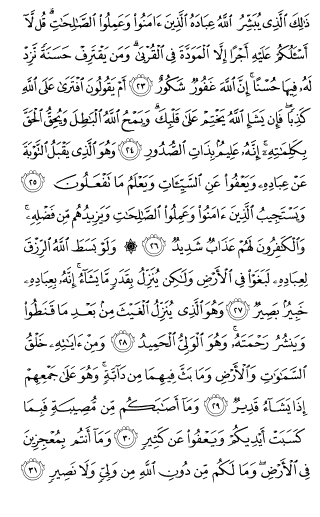 ذَٰلِكَ ٱلَّذِى يُبَشِّرُ ٱللَّهُ عِبَادَهُ ٱلَّذِينَ ءَامَنُوا۟ وَعَمِلُوا۟ ٱلصَّٰلِحَٰتِ ۗ قُل لَّآ
أَسْـَٔلُكُمْ عَلَيْهِ أَجْرًا إِلَّا ٱلْمَوَدَّةَ فِى ٱلْقُرْبَىٰ ۗ وَمَن يَقْتَرِفْ حَسَنَةً نَّزِدْ
لَهُۥ فِيهَا حُسْنًا ۚ إِنَّ ٱللَّهَ غَفُورٌ شَكُورٌ ٢٣ أَمْ يَقُولُونَ ٱفْتَرَىٰ عَلَى ٱللَّهِ
كَذِبًا ۖ فَإِن يَشَإِ ٱللَّهُ يَخْتِمْ عَلَىٰ قَلْبِكَ ۗ وَيَمْحُ ٱللَّهُ ٱلْبَٰطِلَ وَيُحِقُّ ٱلْحَقَّ
بِكَلِمَٰتِهِۦٓ ۚ إِنَّهُۥ عَلِيمٌۢ بِذَاتِ ٱلصُّدُورِ ٢٤ وَهُوَ ٱلَّذِى يَقْبَلُ ٱلتَّوْبَةَ
عَنْ عِبَادِهِۦ وَيَعْفُوا۟ عَنِ ٱلسَّيِّـَٔاتِ وَيَعْلَمُ مَا تَفْعَلُونَ ٢٥
وَيَسْتَجِيبُ ٱلَّذِينَ ءَامَنُوا۟ وَعَمِلُوا۟ ٱلصَّٰلِحَٰتِ وَيَزِيدُهُم مِّن فَضْلِهِۦ ۚ
وَٱلْكَٰفِرُونَ لَهُمْ عَذَابٌ شَدِيدٌ ٢٦ ۞ وَلَوْ بَسَطَ ٱللَّهُ ٱلرِّزْقَ
لِعِبَادِهِۦ لَبَغَوْا۟ فِى ٱلْأَرْضِ وَلَٰكِن يُنَزِّلُ بِقَدَرٍ مَّا يَشَآءُ ۚ إِنَّهُۥ بِعِبَادِهِۦ
خَبِيرٌۢ بَصِيرٌ ٢٧ وَهُوَ ٱلَّذِى يُنَزِّلُ ٱلْغَيْثَ مِنۢ بَعْدِ مَا قَنَطُوا۟
وَيَنشُرُ رَحْمَتَهُۥ ۚ وَهُوَ ٱلْوَلِىُّ ٱلْحَمِيدُ ٢٨ وَمِنْ ءَايَٰتِهِۦ خَلْقُ
ٱلسَّمَٰوَٰتِ وَٱلْأَرْضِ وَمَا بَثَّ فِيهِمَا مِن دَآبَّةٍ ۚ وَهُوَ عَلَىٰ جَمْعِهِمْ
إِذَا يَشَآءُ قَدِيرٌ ٢٩ وَمَآ أَصَٰبَكُم مِّن مُّصِيبَةٍ فَبِمَا
كَسَبَتْ أَيْدِيكُمْ وَيَعْفُوا۟ عَن كَثِيرٍ ٣٠ وَمَآ أَنتُم بِمُعْجِزِينَ
فِى ٱلْأَرْضِ ۖ وَمَا لَكُم مِّن دُونِ ٱللَّهِ مِن وَلِىٍّ وَلَا نَصِيرٍ ٣١